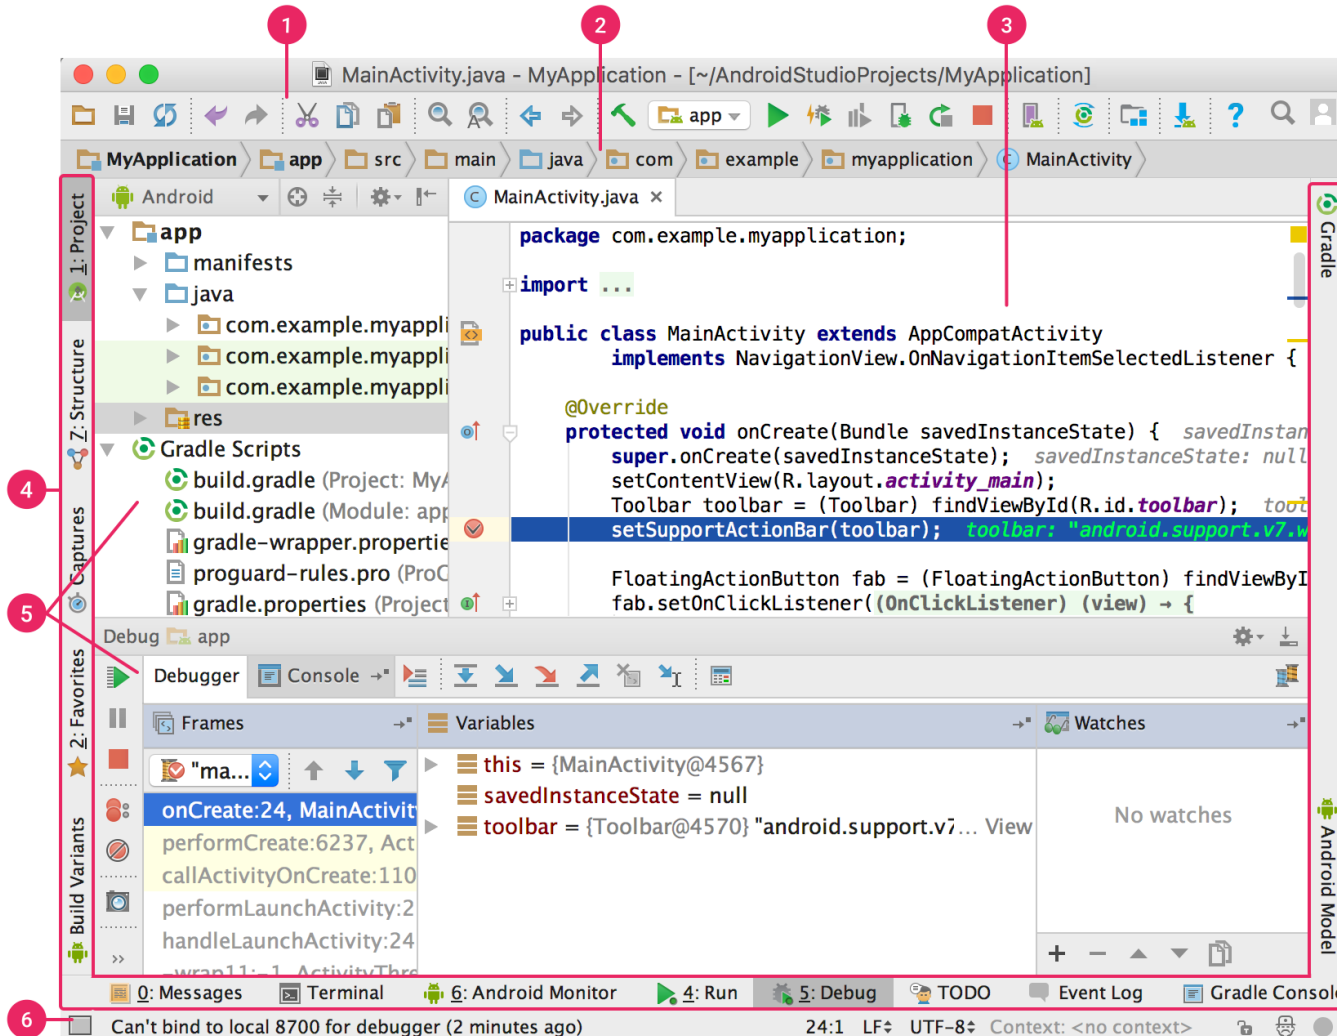 1
2
3
MainActivity.java - MyApplication - [~/AndroidStudioProjects/MyApplication]
app
?
MyApplication app src main java com example myapplication MainActivity
1: Project
Z: Structure
4
Captures
5
2: Favorites
Build Variants
Android
app
manifests
java
com.example.myappli
com.example.myappli
com.example.myappli
res
Gradle Scripts
build.gradle (Project: MyA
build.gradle (Module: app
gradle-wrapper.propertie
proguard-rules.pro (ProC
gradle.properties (Project
MainActivity.java ×
package com.example.myapplication;
import ...
public class MainActivity extends AppCompatActivity
implements NavigationView.OnNavigationItemSelectedListener {
@Override
protected void onCreate(Bundle savedInstanceState) { savedInstan
super.onCreate(savedInstanceState); savedInstanceState: null
setContentView(R.layout.activity_main);
Toolbar toolbar = (Toolbar) findViewById(R.id.toolbar); tool
setSupportActionBar(toolbar); toolbar: "android.support.v7.w
FloatingActionButton fab = (FloatingActionButton) findViewByI
fab.setOnClickListener((OnClickListener) (view) → {
Gradle
Android Model
Debug app
Debugger Console
Frames
"ma...
onCreate:24, MainActivit
performCreate:6237, Act
callActivityOnCreate:110
performLaunchActivity:2
handleLaunchActivity:24
-wrap11:-1, ActivityThre
Variables
this = {MainActivity@4567}
savedInstanceState = null
toolbar = {Toolbar@4570} "android.support.v7... View
Watches
No watches
0: Messages Terminal 6: Android Monitor 4: Run 5: Debug TODO Event Log Gradle Console
6
Can't bind to local 8700 for debugger (2 minutes ago) 24:1 LF UTF-8 Context: <no context>